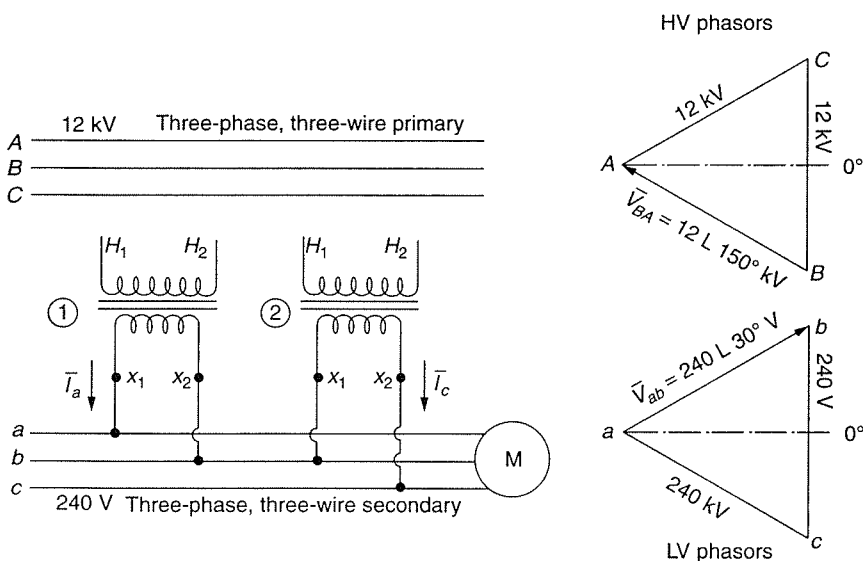 HV phasors
12 kV Three-phase, three-wire primary
A
B
C
H1 H2 H1 H2
1 2
Ia x1 x2 x1 x2 Ic
a
b
c
M
240 V Three-phase, three-wire secondary
C
12 kV
12 kV
A
0°
V̅BA = 12 L 150° kV
B
b
V̅ab = 240 L 30° V
240 V
a
0°
240 kV
c
LV phasors